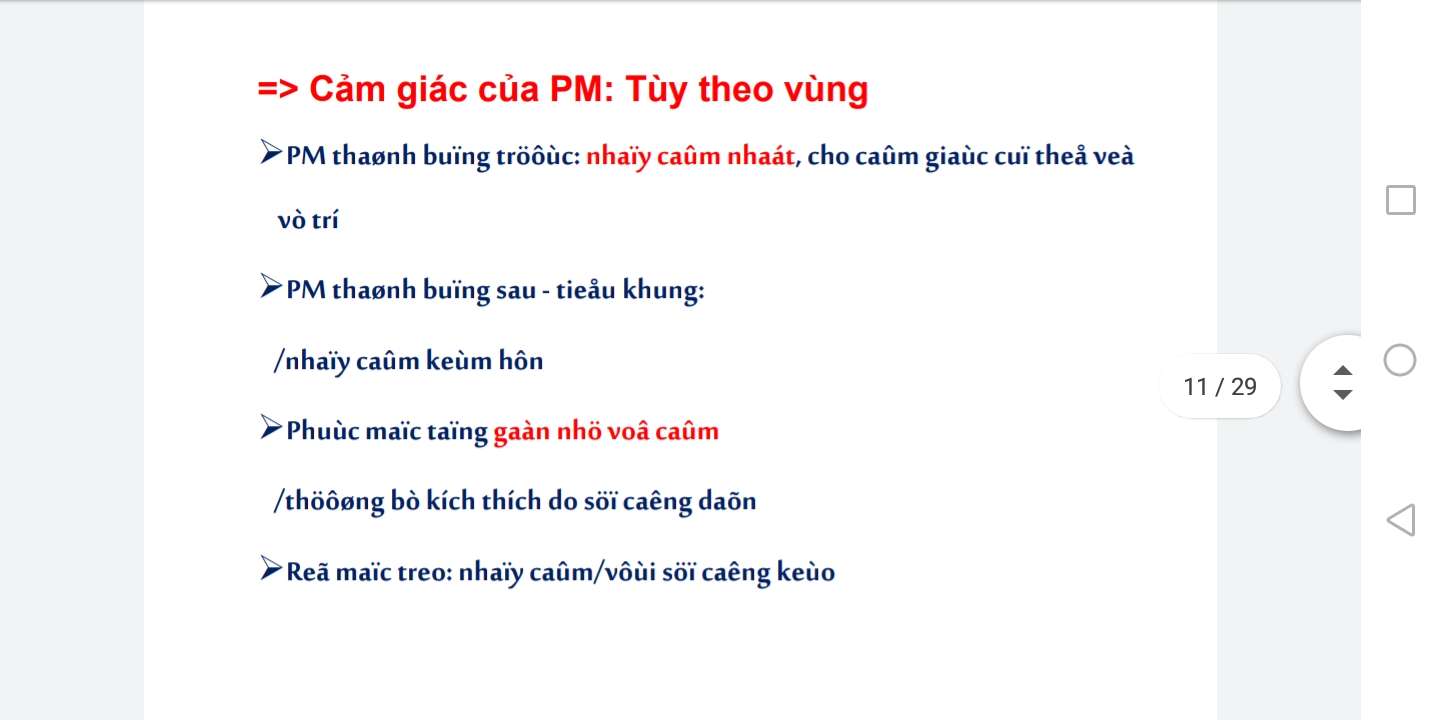 => Cảm giác của PM: Tùy theo vùng
➢PM thaønh buïng tröôùc: nhaïy caûm nhaát, cho caûm giaùc cuï theå veà
vò trí
➢PM thaønh buïng sau - tieåu khung:
/nhaïy caûm keùm hôn
➢Phuùc maïc taïng gaàn nhö voâ caûm
/thöôøng bò kích thích do söï caêng daõn
➢Reã maïc treo: nhaïy caûm/vôùi söï caêng keùo
11 / 29